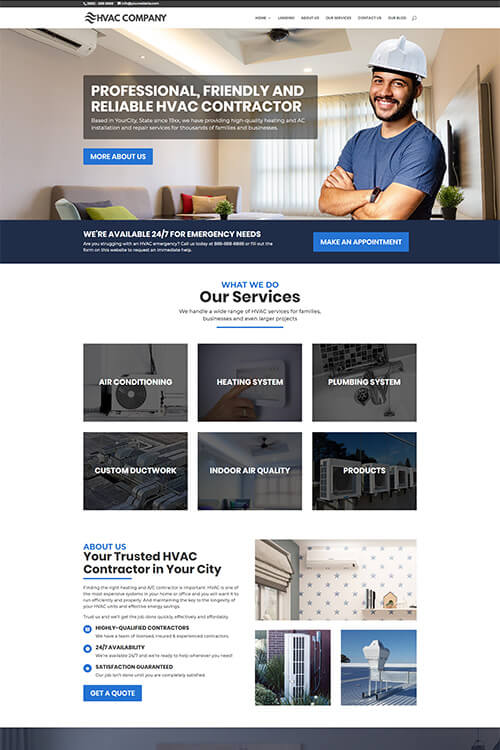 (888) - 888-8888 info@yourwebsite.com
HVAC COMPANY
HOME LANDING ABOUT US OUR SERVICES CONTACT US OUR BLOG
PROFESSIONAL, FRIENDLY AND
RELIABLE HVAC CONTRACTOR
Based in YourCity, State since 19xx, we have providing high-quality heating and AC
installation and repair services for thousands of families and businesses.
MORE ABOUT US
WE'RE AVAILABLE 24/7 FOR EMERGENCY NEEDS
Are you struggling with an HVAC emergency? Call us today at 888-888-8888 or fill out the
form on this website to request an immediate help.
MAKE AN APPOINTMENT
WHAT WE DO
Our Services
We handle a wide range of HVAC services for families,
businesses and even larger projects
AIR CONDITIONING
HEATING SYSTEM
PLUMBING SYSTEM
CUSTOM DUCTWORK
INDOOR AIR QUALITY
PRODUCTS
ABOUT US
Your Trusted HVAC
Contractor in Your City
Finding the right heating and A/C contractor is important. HVAC is one of
the most expensive systems in your home or office and you will want it to
run efficiently and properly. And maintaining the key to the longevity of
your HVAC units and effective energy savings.
Trust us and we'll get the job done quickly, effectively and affordably.
HIGHLY-QUALIFIED CONTRACTORS
We have a team of licensed, insured & experienced contractors.
24/7 AVAILABILITY
We're available 24/7 and we're ready to help whenever you need!
SATISFACTION GUARANTEED
Our job isn't done until you are completely satisfied.
GET A QUOTE